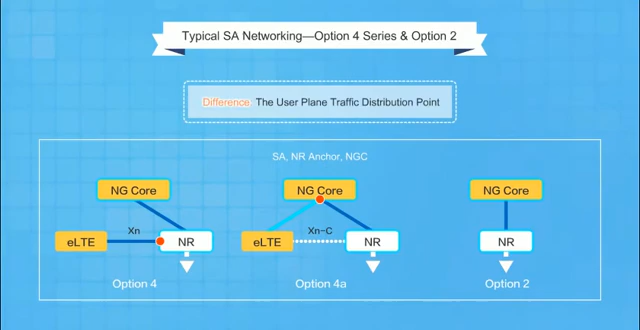 Typical SA Networking—Option 4 Series & Option 2
Difference: The User Plane Traffic Distribution Point
SA, NR Anchor, NGC
NG Core
eLTE
Xn
NR
Option 4
NG Core
eLTE
Xn-C
NR
Option 4a
NG Core
NR
Option 2